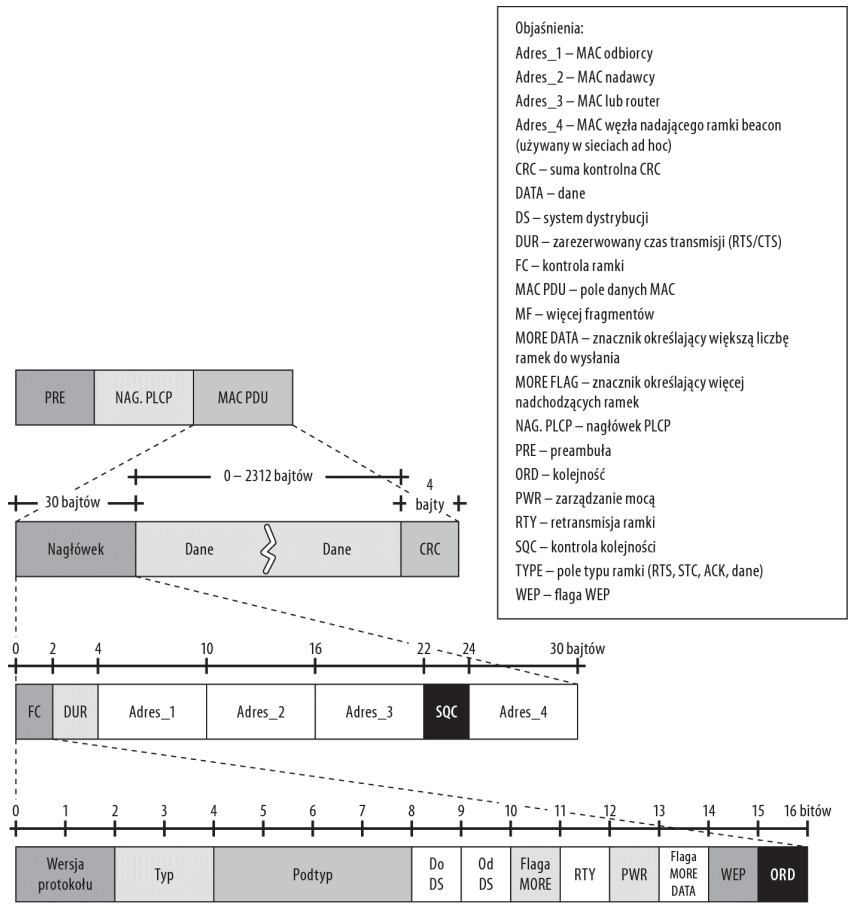 Objaśnienia:
Adres_1 – MAC odbiorcy
Adres_2 – MAC nadawcy
Adres_3 – MAC lub router
Adres_4 – MAC węzła nadającego ramki beacon
(używany w sieciach ad hoc)
CRC – suma kontrolna CRC
DATA – dane
DS – system dystrybucji
DUR – zarezerwowany czas transmisji (RTS/CTS)
FC – kontrola ramki
MAC PDU – pole danych MAC
MF – więcej fragmentów
MORE DATA – znacznik określający większą liczbę
ramek do wysłania
MORE FLAG – znacznik określający więcej
nadchodzących ramek
NAG. PLCP – nagłówek PLCP
PRE – preambuła
ORD – kolejność
PWR – zarządzanie mocą
RTY – retransmisja ramki
SQC – kontrola kolejności
TYPE – pole typu ramki (RTS, STC, ACK, dane)
WEP – flaga WEP
PRE NAG. PLCP MAC PDU
0 – 2312 bajtów
30 bajtów
4
bajty
Nagłówek Dane Dane CRC
0 2 4 10 16 22 24 30 bajtów
FC DUR Adres_1 Adres_2 Adres_3 SQC Adres_4
0 1 2 3 4 5 6 7 8 9 10 11 12 13 14 15 16 bitów
Wersja
protokołu
Typ
Podtyp
Do
DS
Od
DS
Flaga
MORE
RTY
PWR
Flaga
MORE
DATA
WEP
ORD